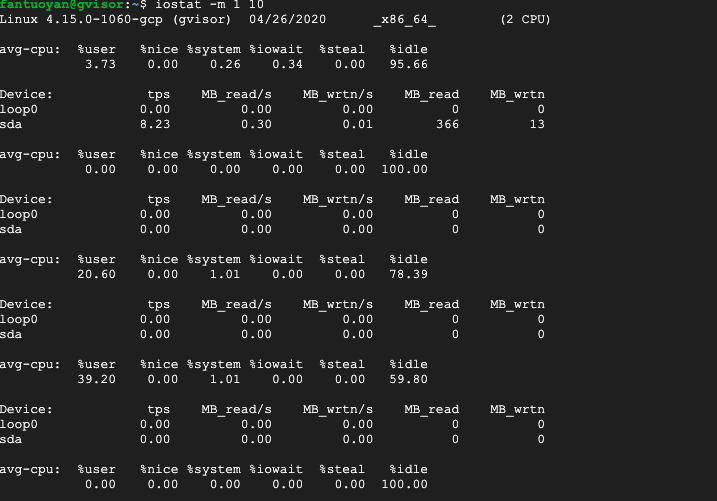 fantuoyan@gvisor:~$ iostat -m 1 10
Linux 4.15.0-1060-gcp (gvisor) 04/26/2020 _x86_64_ (2 CPU)
avg-cpu: %user %nice %system %iowait %steal %idle
3.73 0.00 0.26 0.34 0.00 95.66
Device: tps MB_read/s MB_wrtn/s MB_read MB_wrtn
loop0 0.00 0.00 0.00 0 0
sda 8.23 0.30 0.01 366 13
avg-cpu: %user %nice %system %iowait %steal %idle
0.00 0.00 0.00 0.00 0.00 100.00
Device: tps MB_read/s MB_wrtn/s MB_read MB_wrtn
loop0 0.00 0.00 0.00 0 0
sda 0.00 0.00 0.00 0 0
avg-cpu: %user %nice %system %iowait %steal %idle
20.60 0.00 1.01 0.00 0.00 78.39
Device: tps MB_read/s MB_wrtn/s MB_read MB_wrtn
loop0 0.00 0.00 0.00 0 0
sda 0.00 0.00 0.00 0 0
avg-cpu: %user %nice %system %iowait %steal %idle
39.20 0.00 1.01 0.00 0.00 59.80
Device: tps MB_read/s MB_wrtn/s MB_read MB_wrtn
loop0 0.00 0.00 0.00 0 0
sda 0.00 0.00 0.00 0 0
avg-cpu: %user %nice %system %iowait %steal %idle
0.00 0.00 0.00 0.00 0.00 100.00